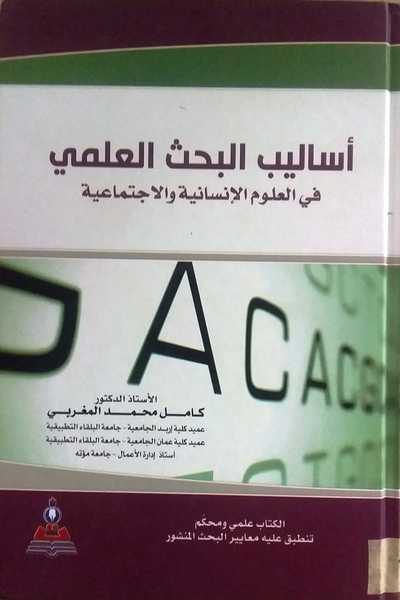 أساليب البحث العلمي
في العلوم الإنسانية والاجتماعية
A
C
A
C
الأستاذ الدكتور
كامل محمد المغربي
عميد كلية إربد الجامعية - جامعة البلقاء التطبيقية
عميد كلية عمان الجامعية - جامعة البلقاء التطبيقية
أستاذ إدارة الأعمال - جامعة مؤته
الكتاب علمي ومحكم
تنطبق عليه معايير البحث المنشور